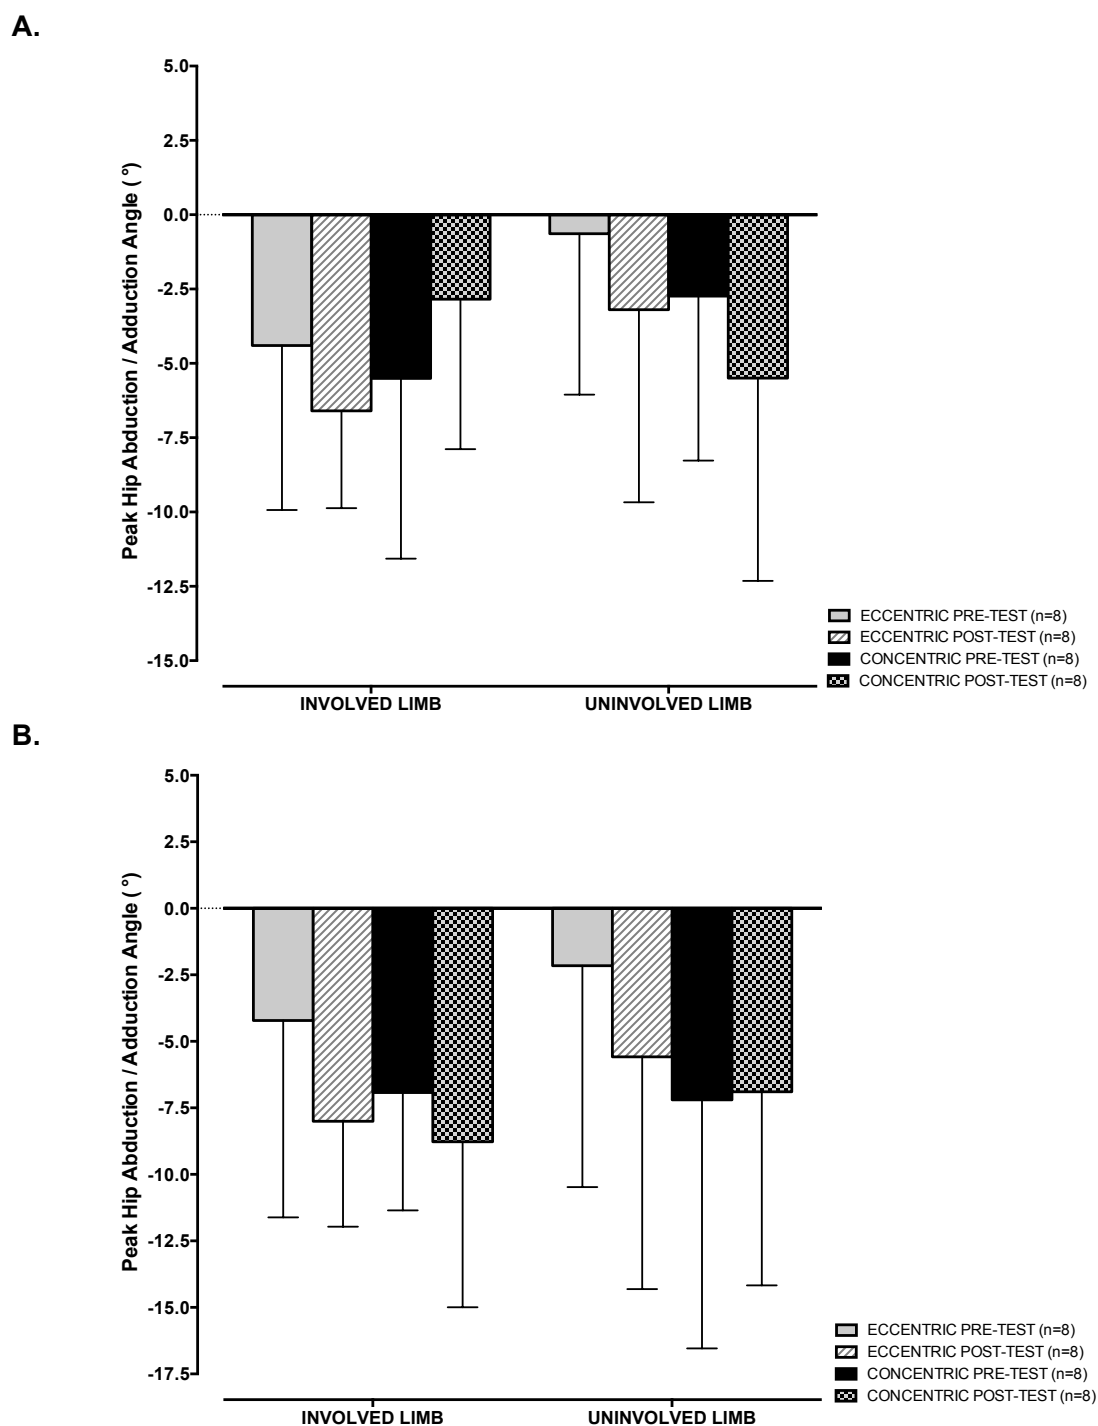 A.
Peak Hip Abduction / Adduction Angle ( °)
5.0
2.5
0.0
-2.5
-5.0
-7.5
-10.0
-12.5
-15.0
ECCENTRIC PRE-TEST (n=8)
ECCENTRIC POST-TEST (n=8)
CONCENTRIC PRE-TEST (n=8)
CONCENTRIC POST-TEST (n=8)
INVOLVED LIMB
UNINVOLVED LIMB
B.
Peak Hip Abduction / Adduction Angle ( °)
5.0
2.5
0.0
-2.5
-5.0
-7.5
-10.0
-12.5
-15.0
-17.5
ECCENTRIC PRE-TEST (n=8)
ECCENTRIC POST-TEST (n=8)
CONCENTRIC PRE-TEST (n=8)
CONCENTRIC POST-TEST (n=8)
INVOLVED LIMB
UNINVOLVED LIMB